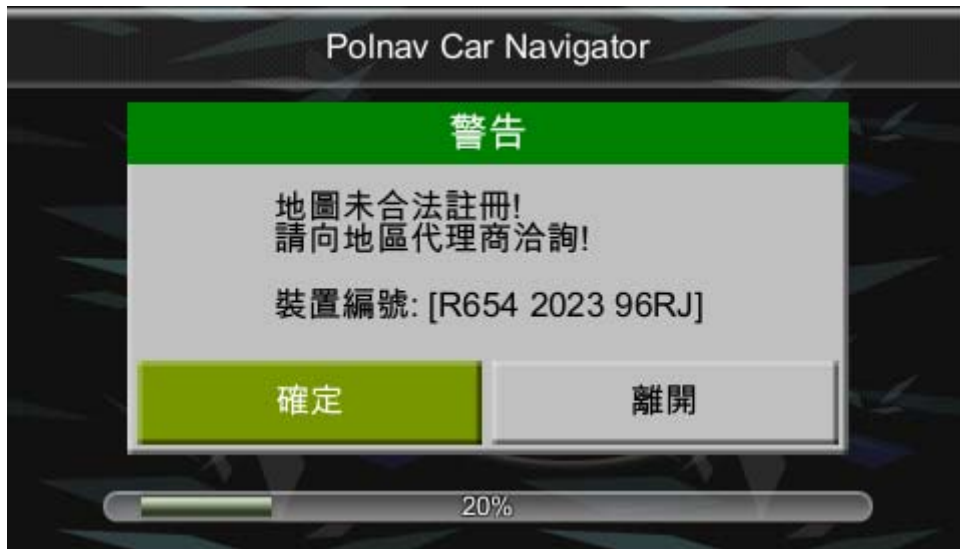 Polnav Car Navigator
警告
地圖未合法註冊!
請向地區代理商洽詢!
裝置編號: [R654 2023 96RJ]
確定
離開
20%